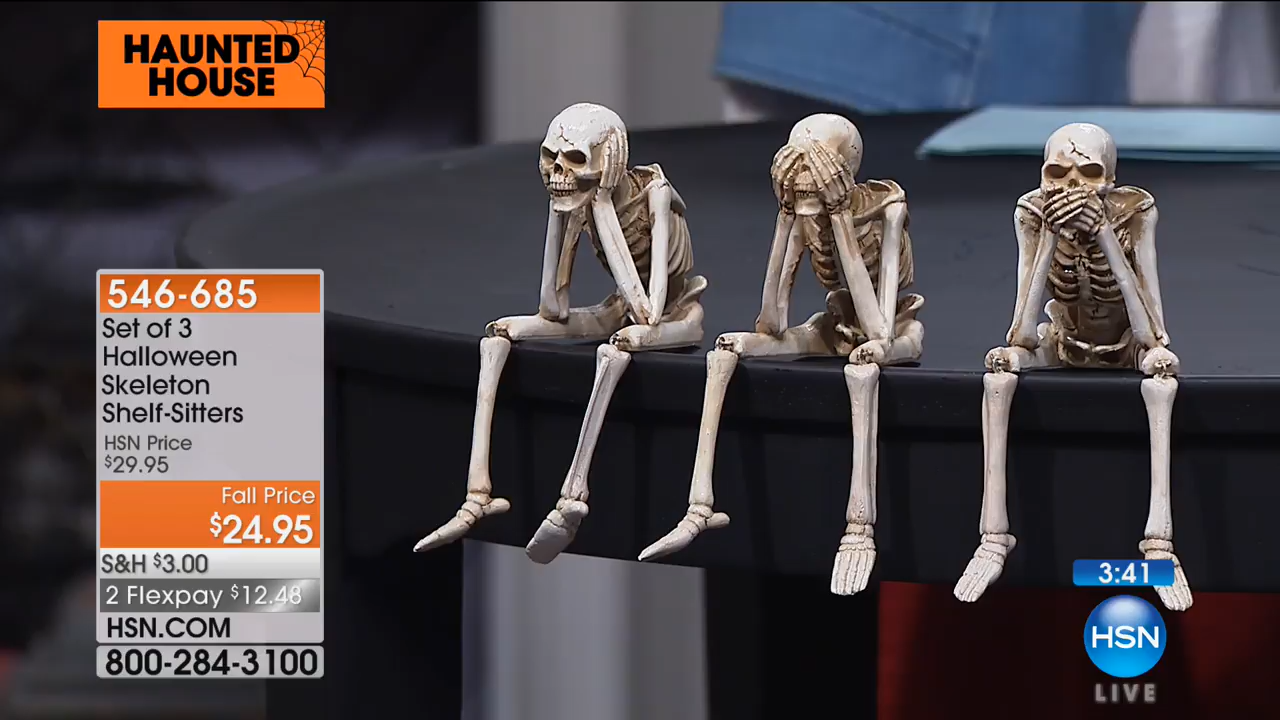 HAUNTED
HOUSE
546-685
Set of 3
Halloween
Skeleton
Shelf-Sitters
HSN Price
$29.95
Fall Price
$24.95
S&H $3.00
2 Flexpay $12.48
HSN.COM
800-284-3100
3:41
HSN
LIVE